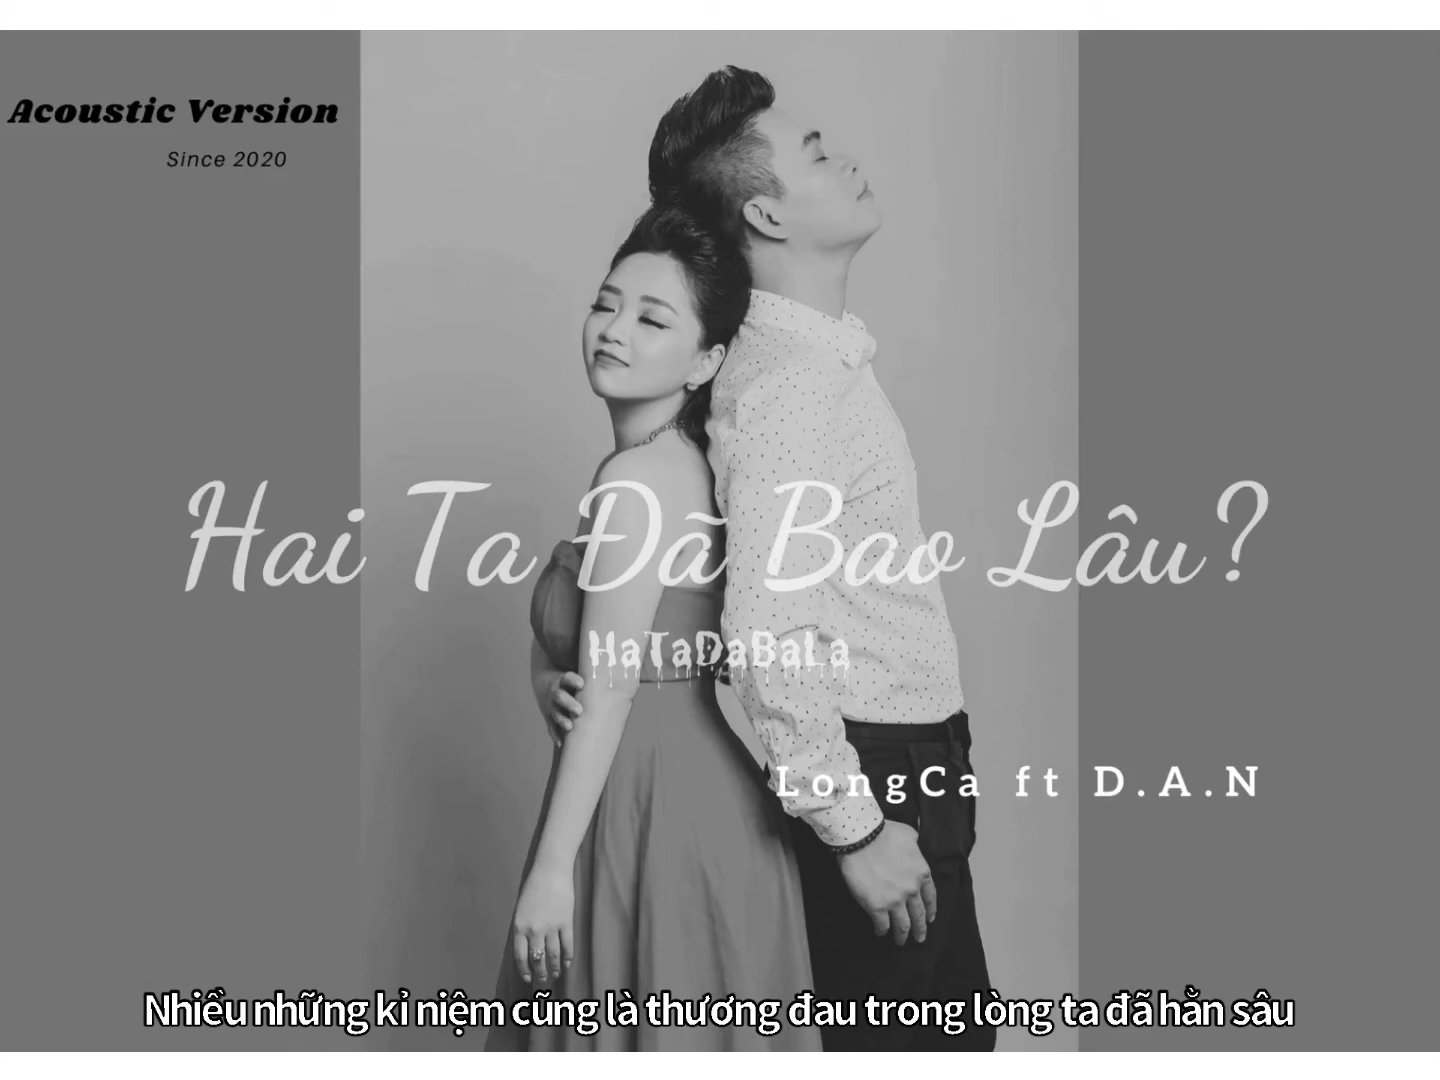 Acoustic Version
Since 2020
Hai Ta Đã Bao Lâu?
HaTaDaBaLa
LongCa ft D.A.N
Nhiều những kỉ niệm cũng là thương đau trong lòng ta đã hằn sâu